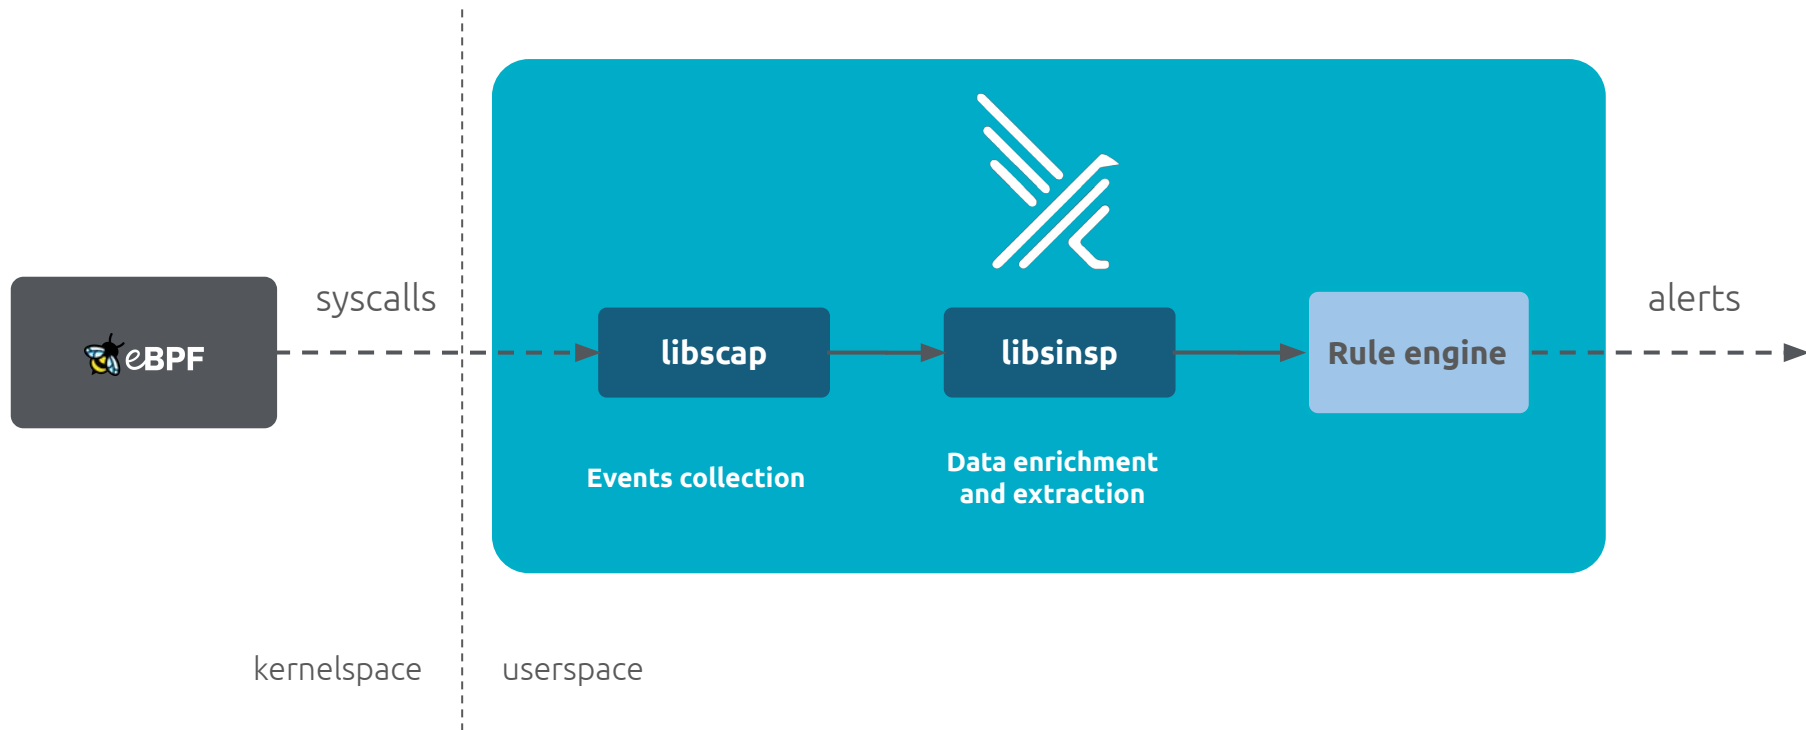 eBPF
syscalls
libscap
libsinsp
Rule engine
alerts
Events collection
Data enrichment
and extraction
kernelspace
userspace